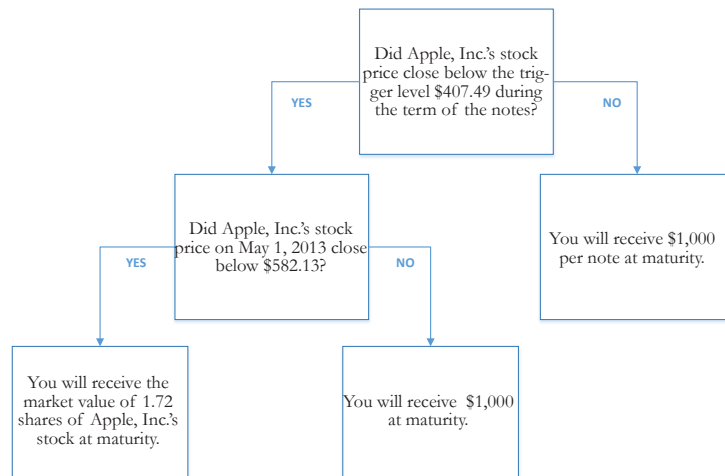 Did Apple, Inc.'s stock
price close below the trig-
ger level $407.49 during
the term of the notes?
YES
NO
Did Apple, Inc.'s stock
price on May 1, 2013 close
below $582.13?
You will receive $1,000
per note at maturity.
YES
NO
You will receive the
market value of 1.72
shares of Apple, Inc.'s
stock at maturity.
You will receive $1,000
at maturity.